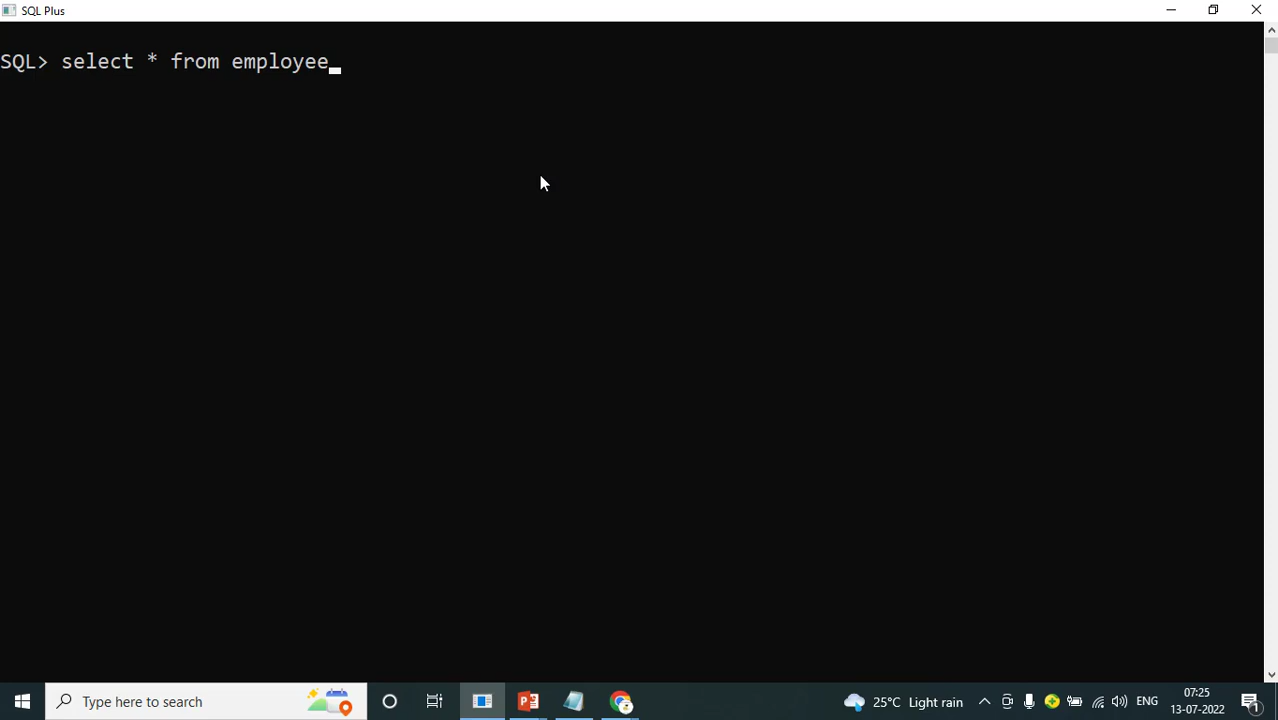 SQL Plus
SQL> select * from employee
Type here to search
25°C Light rain
ENG
07:25
13-07-2022
1